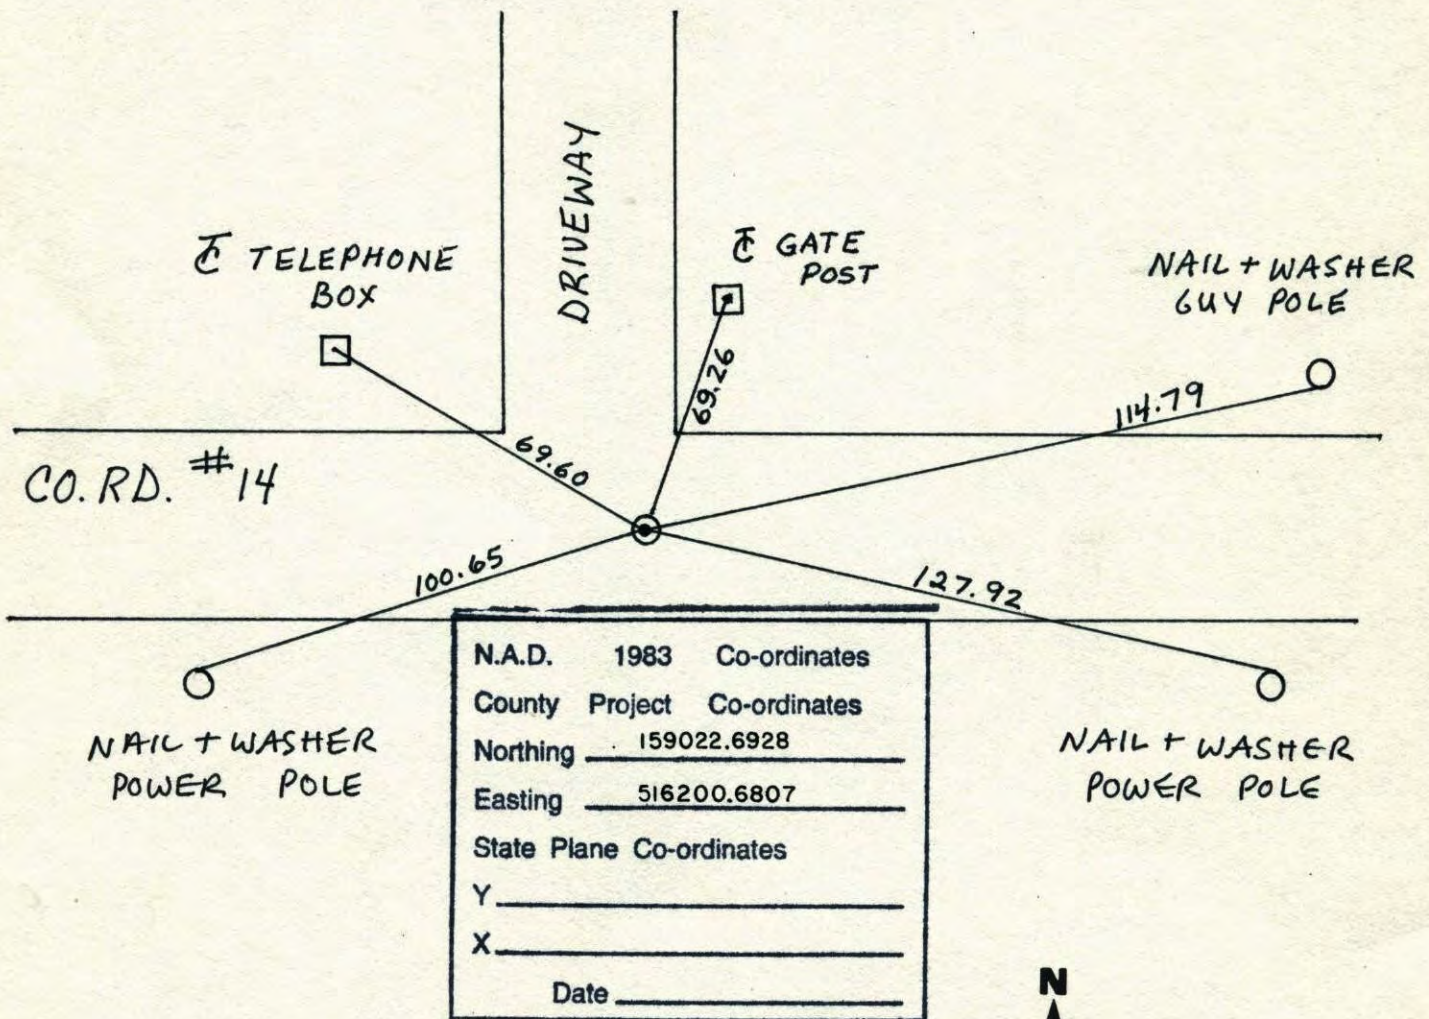 DRIVEWAY
℄ TELEPHONE
BOX
℄ GATE
POST
NAIL + WASHER
GUY POLE
69.26
114.79
69.60
CO. RD. #14
100.65
127.92
NAIL + WASHER
POWER POLE
NAIL + WASHER
POWER POLE
N.A.D. 1983 Co-ordinates
County Project Co-ordinates
Northing 159022.6928
Easting 516200.6807
State Plane Co-ordinates
Y
X
Date
N